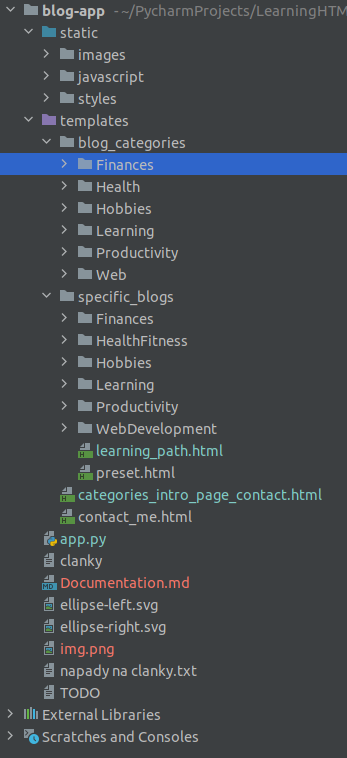 blog-app ~/PycharmProjects/LearningHTM
static
images
javascript
styles
templates
blog_categories
Finances
Health
Hobbies
Learning
Productivity
Web
specific_blogs
Finances
HealthFitness
Hobbies
Learning
Productivity
WebDevelopment
learning_path.html
preset.html
categories_intro_page_contact.html
contact_me.html
app.py
clanky
Documentation.md
ellipse-left.svg
ellipse-right.svg
img.png
napady na clanky.txt
TODO
External Libraries
Scratches and Consoles